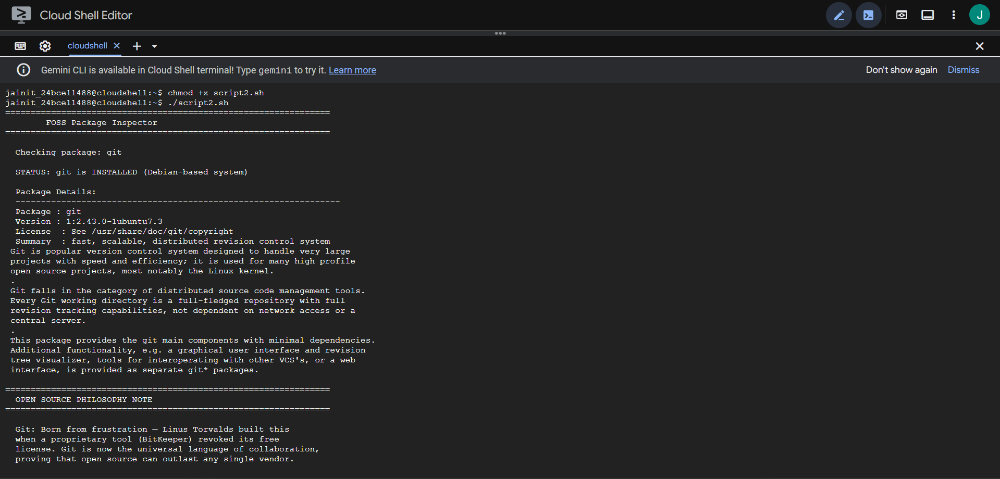 Cloud Shell Editor
J
cloudshell
Gemini CLI is available in Cloud Shell terminal! Type gemini to try it. Learn more
Don't show again Dismiss
jainit_24bce11488@cloudshell:~$ chmod +x script2.sh
jainit_24bce11488@cloudshell:~$ ./script2.sh
================================================================
        FOSS Package Inspector
================================================================
  Checking package: git
  STATUS: git is INSTALLED (Debian-based system)
  Package Details:
  ----------------------------------------------------------------
  Package : git
  Version : 1:2.43.0-1ubuntu7.3
  License  : See /usr/share/doc/git/copyright
  Summary  : fast, scalable, distributed revision control system
 Git is popular version control system designed to handle very large
 projects with speed and efficiency; it is used for many high profile
 open source projects, most notably the Linux kernel.
 .
 Git falls in the category of distributed source code management tools.
 Every Git working directory is a full-fledged repository with full
 revision tracking capabilities, not dependent on network access or a
 central server.
 .
 This package provides the git main components with minimal dependencies.
 Additional functionality, e.g. a graphical user interface and revision
 tree visualizer, tools for interoperating with other VCS's, or a web
 interface, is provided as separate git* packages.
================================================================
  OPEN SOURCE PHILOSOPHY NOTE
================================================================
  Git: Born from frustration — Linus Torvalds built this
  when a proprietary tool (BitKeeper) revoked its free
  license. Git is now the universal language of collaboration,
  proving that open source can outlast any single vendor.